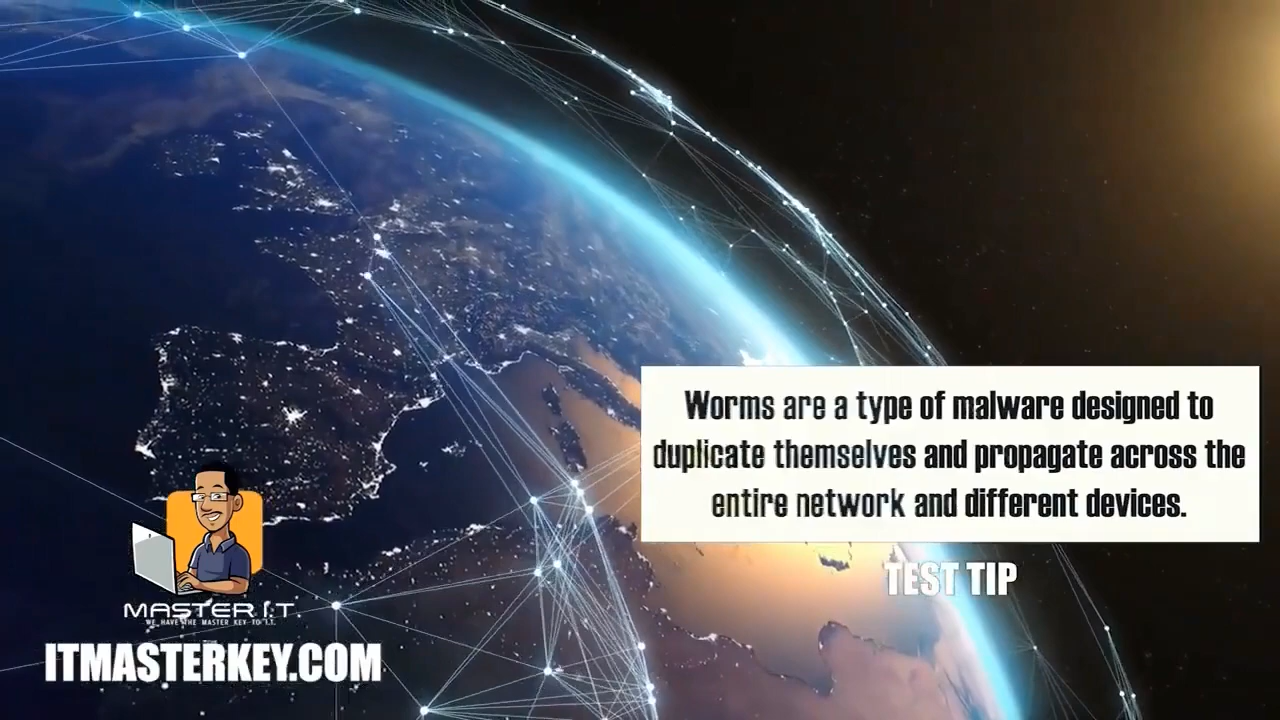 Worms are a type of malware designed to
duplicate themselves and propagate across the
entire network and different devices.
TEST TIP
MASTER I.T.
WE HAVE THE MASTER KEY TO I.T.
ITMASTERKEY.COM